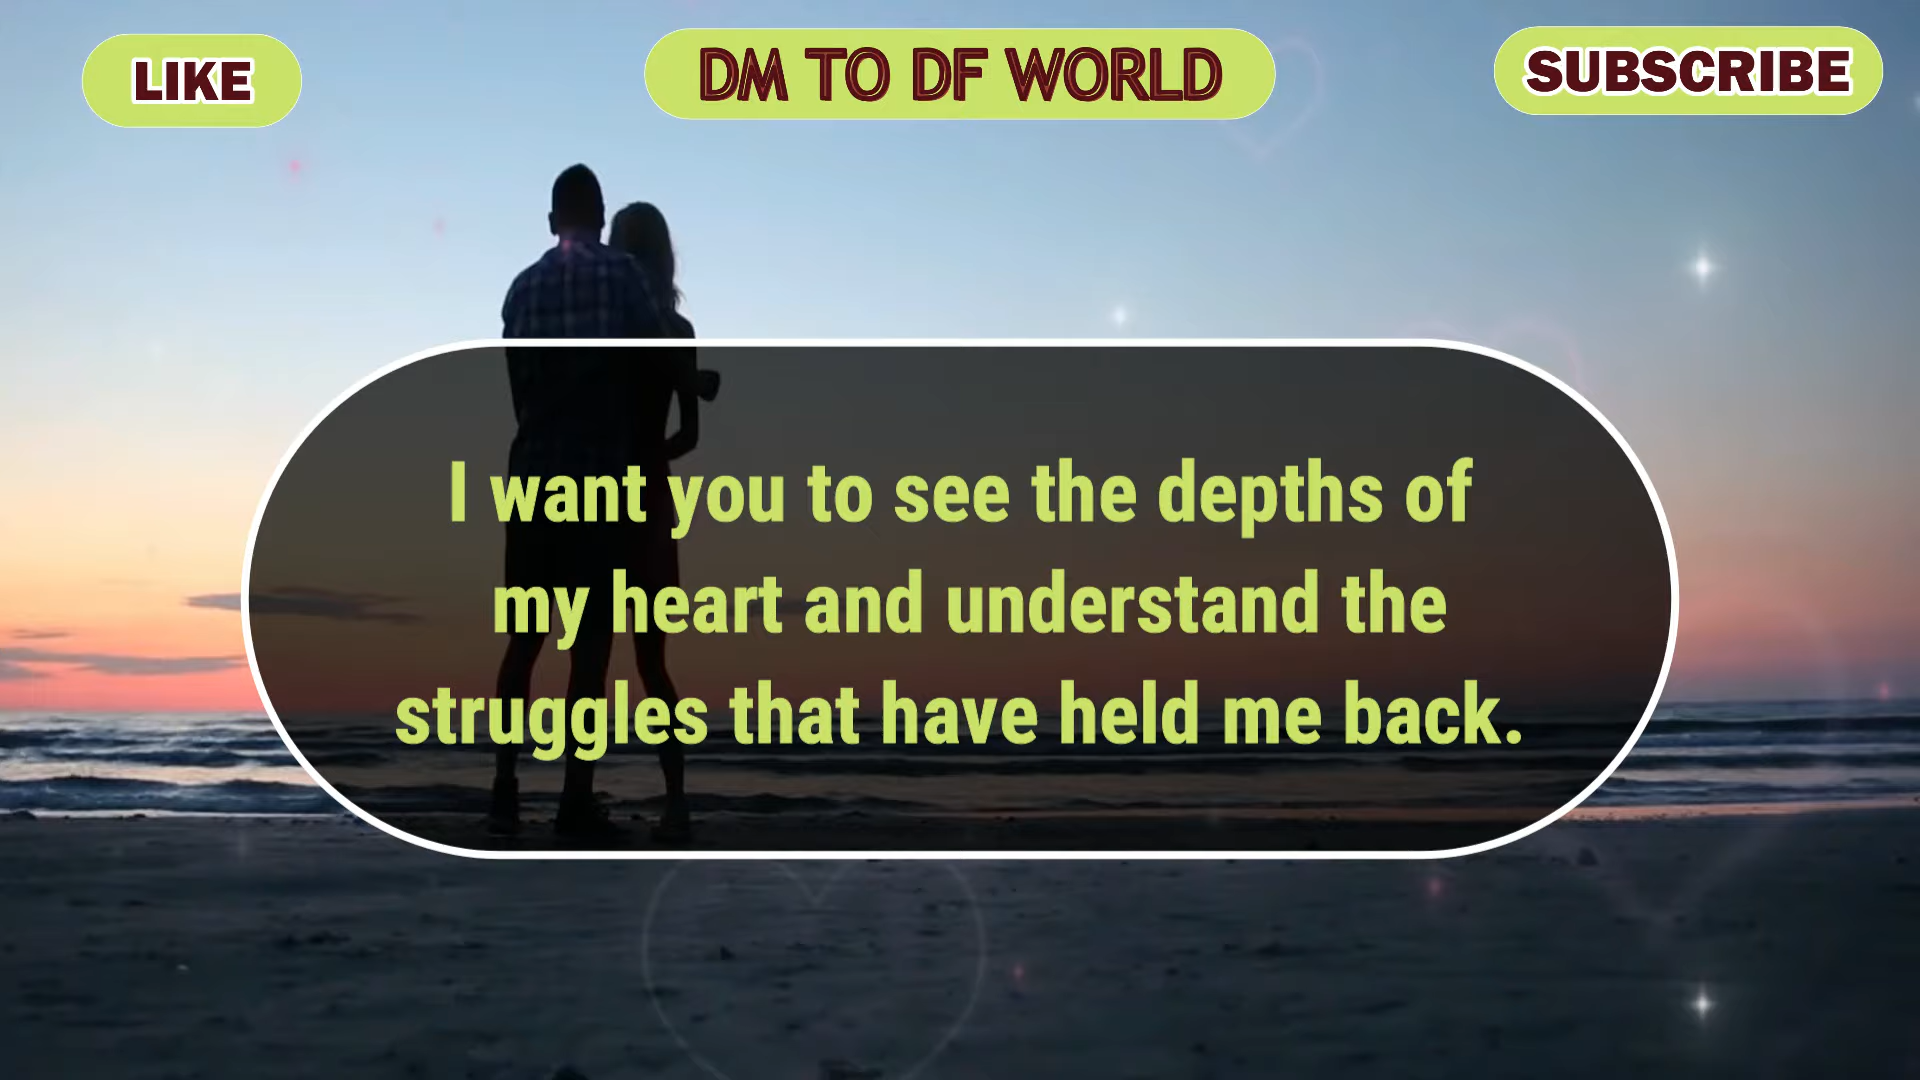 LIKE
DM TO DF WORLD
SUBSCRIBE
I want you to see the depths of
my heart and understand the
struggles that have held me back.